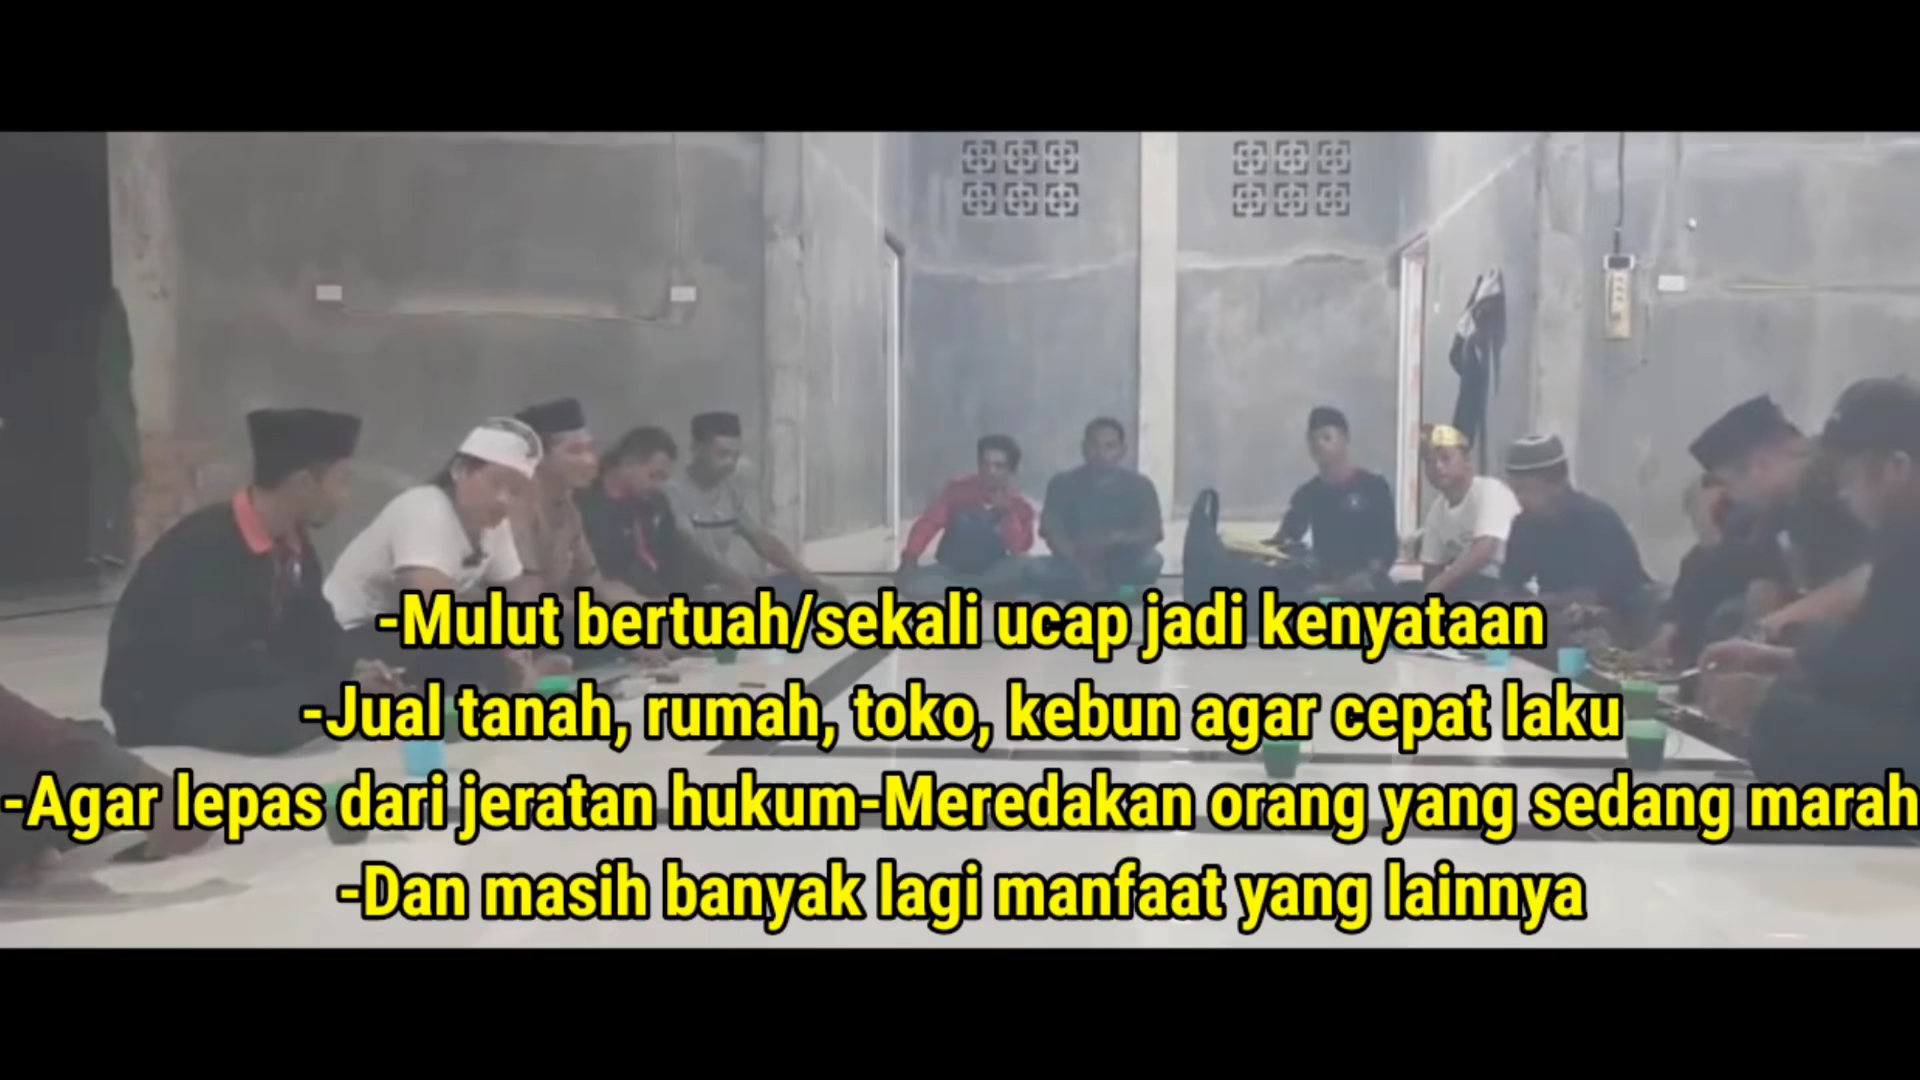 -Mulut bertuah/sekali ucap jadi kenyataan
-Jual tanah, rumah, toko, kebun agar cepat laku
-Agar lepas dari jeratan hukum-Meredakan orang yang sedang marah
-Dan masih banyak lagi manfaat yang lainnya